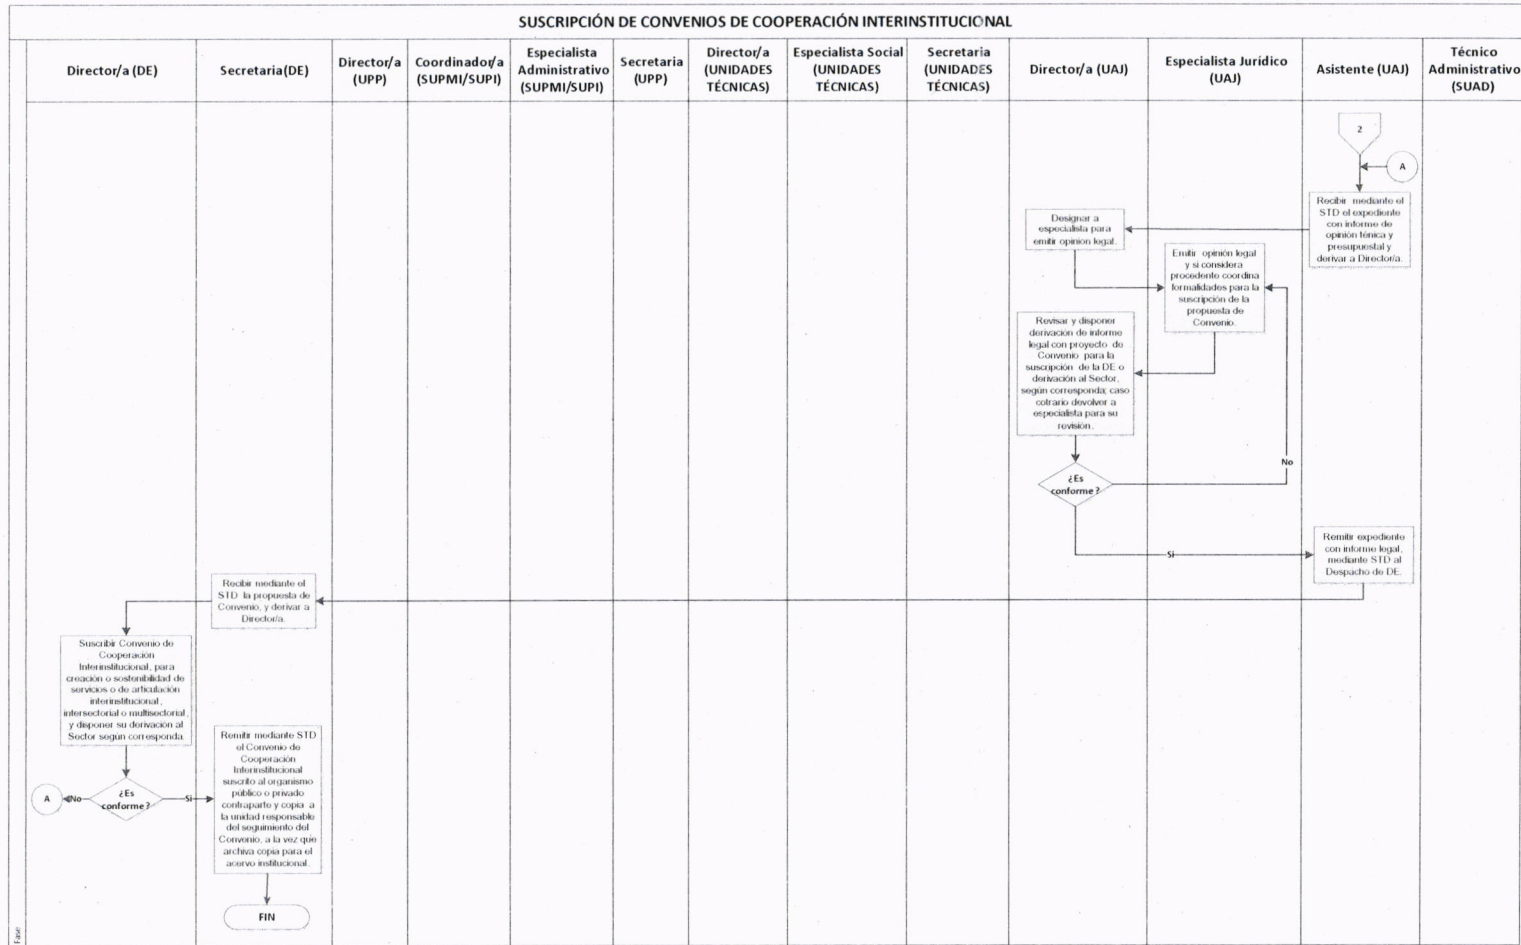 SUSCRIPCIÓN DE CONVENIOS DE COOPERACIÓN INTERINSTITUCIONAL
Director/a (DE)
Secretaria(DE)
Director/a
(UPP)
Coordinador/a
(SUPMI/SUPI)
Especialista
Administrativo
(SUPMI/SUPI)
Secretaria
(UPP)
Director/a
(UNIDADES
TÉCNICAS)
Especialista Social
(UNIDADES
TÉCNICAS)
Secretaria
(UNIDADES
TÉCNICAS)
Director/a (UAJ)
Especialista Jurídico
(UAJ)
Asistente (UAJ)
Técnico
Administrativo
(SUAD)
2
A
Recibir mediante el
STD el expediente
con informe de
opinión ténica y
presupuestal y
derivar a Director/a.
Designar a
especialista para
emitir opinion legal.
Emitir opinión legal
y si considera
procedente coordina
formalidades para la
suscripción de la
propuesta de
Convenio.
Revisar y disponer
derivación de informe
legal con proyecto de
Convenio para la
suscripción de la DE o
derivación al Sector,
según corresponda; caso
cotrario devolver a
especialista para su
revisión.
¿Es
conforme?
No
Si
Remitir expediente
con informe legal,
mediante STD al
Despacho de DE.
Recibir mediante el
STD la propuesta de
Convenio, y derivar a
Director/a.
Suscribir Convenio de
Cooperación
Interinstitucional, para
creación o sostenibilidad de
servicios o de articulación
interinstitucional,
intersectorial o multisectorial,
y disponer su derivación al
Sector según corresponda.
¿Es
conforme?
No
A
Si
Remitir mediante STD
el Convenio de
Cooperación
Interinstitucional
suscrito al organismo
público o privado
contraparte y copia a
la unidad responsable
del seguimiento del
Convenio, a la vez que
archiva copia para el
acervo institucional.
FIN
Fase